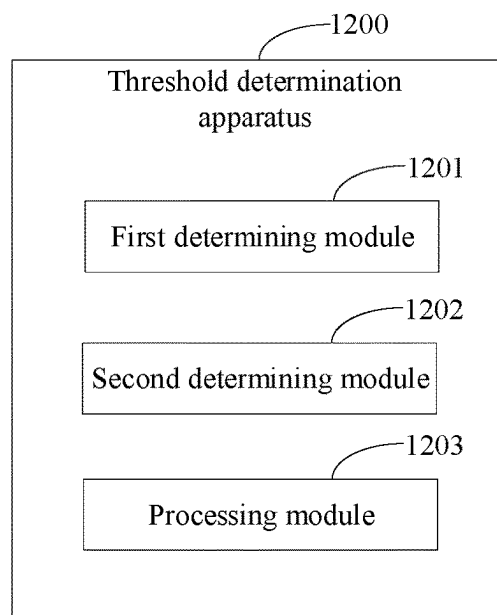 1200
Threshold determination
apparatus
1201
First determining module
1202
Second determining module
1203
Processing module